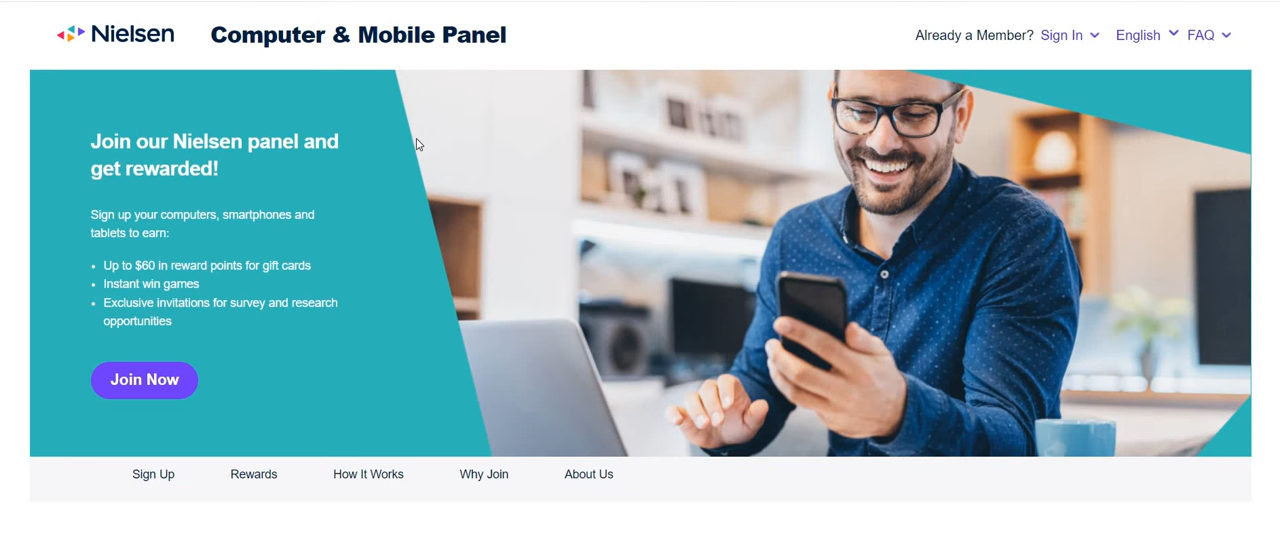 Nielsen Computer & Mobile Panel Already a Member? Sign In English FAQ
Join our Nielsen panel and
get rewarded!
Sign up your computers, smartphones and
tablets to earn:
• Up to $60 in reward points for gift cards
• Instant win games
• Exclusive invitations for survey and research
opportunities
Join Now
Sign Up Rewards How It Works Why Join About Us